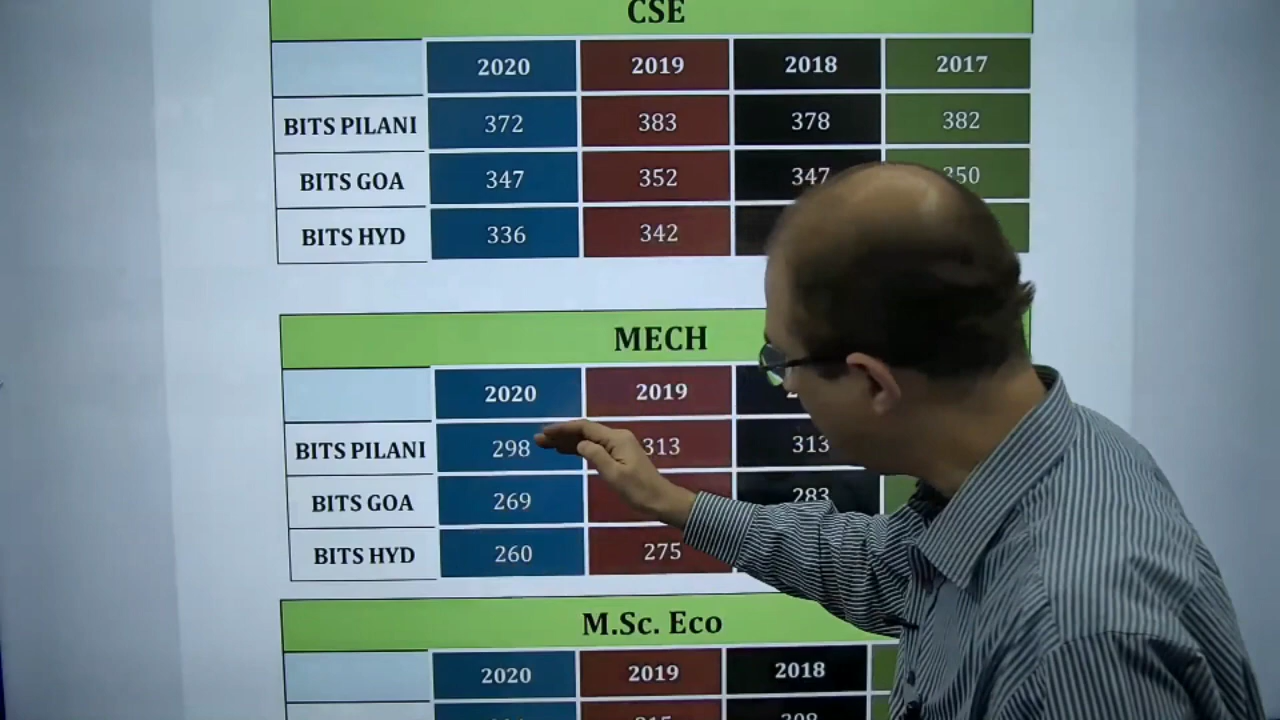 CSE
2020 2019 2018 2017
BITS PILANI 372 383 378 382
BITS GOA 347 352 347 350
BITS HYD 336 342
MECH
2020 2019
BITS PILANI 298 313 313
BITS GOA 269 283
BITS HYD 260 275
M.Sc. Eco
2020 2019 2018